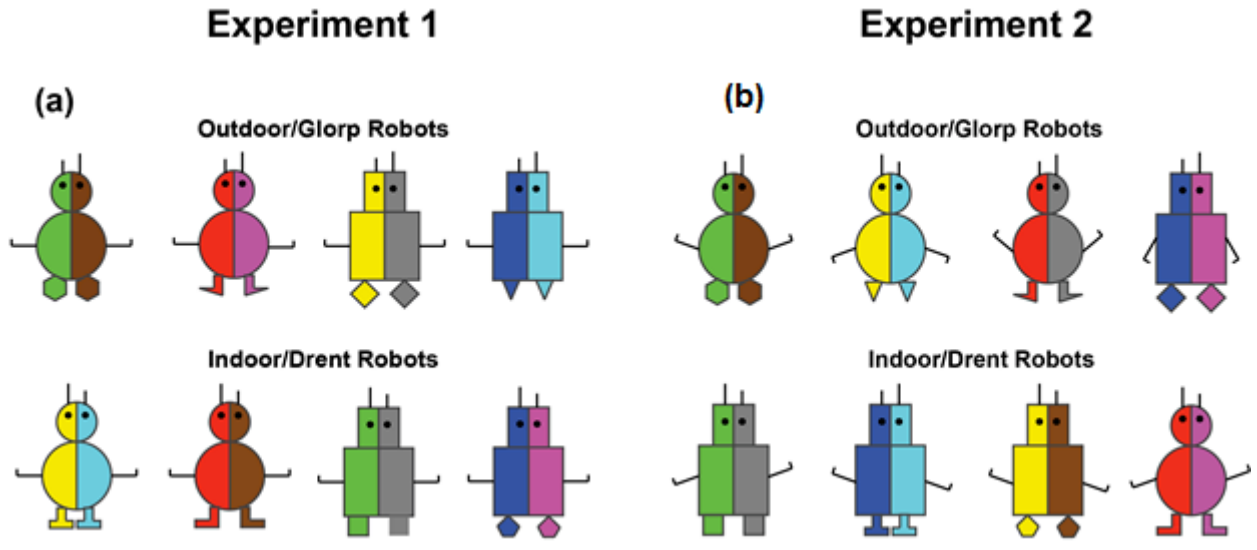 Experiment 1
Experiment 2
(a)
(b)
Outdoor/Glorp Robots
Outdoor/Glorp Robots
Indoor/Drent Robots
Indoor/Drent Robots